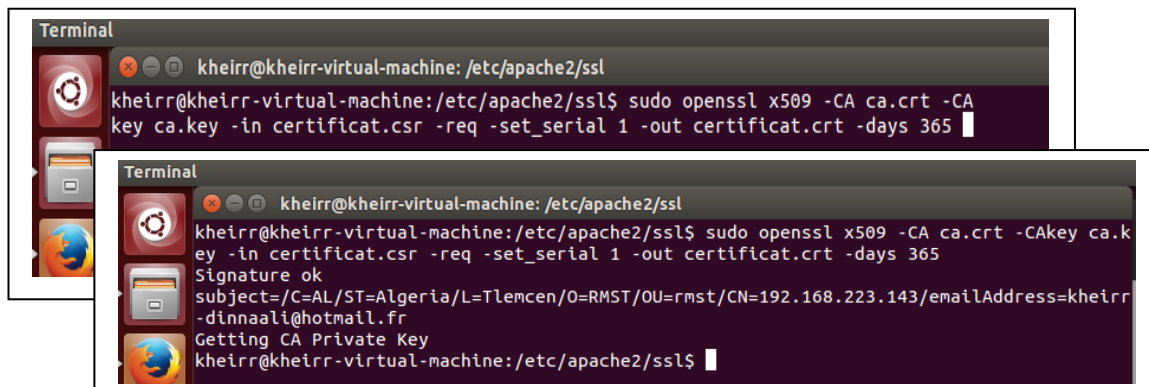 Terminal
kheirr@kheirr-virtual-machine: /etc/apache2/ssl
kheirr@kheirr-virtual-machine:/etc/apache2/ssl$ sudo openssl x509 -CA ca.crt -CA
key ca.key -in certificat.csr -req -set_serial 1 -out certificat.crt -days 365
Terminal
kheirr@kheirr-virtual-machine: /etc/apache2/ssl
kheirr@kheirr-virtual-machine:/etc/apache2/ssl$ sudo openssl x509 -CA ca.crt -CAkey ca.k
ey -in certificat.csr -req -set_serial 1 -out certificat.crt -days 365
Signature ok
subject=/C=AL/ST=Algeria/L=Tlemcen/O=RMST/OU=rmst/CN=192.168.223.143/emailAddress=kheirr
-dinnaali@hotmail.fr
Getting CA Private Key
kheirr@kheirr-virtual-machine:/etc/apache2/ssl$